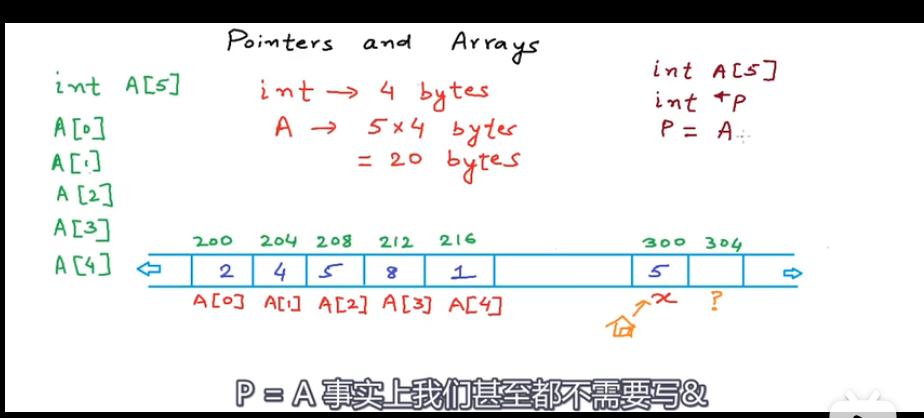 Pointers and Arrays
int A[5]
A[0]
A[1]
A[2]
A[3]
A[4]
int → 4 bytes
A → 5×4 bytes
= 20 bytes
int A[5]
int *P
P = A
200 204 208 212 216 300 304
2 4 5 8 1 5
A[0] A[1] A[2] A[3] A[4] x ?
P = A 事实上我们甚至都不需要写&